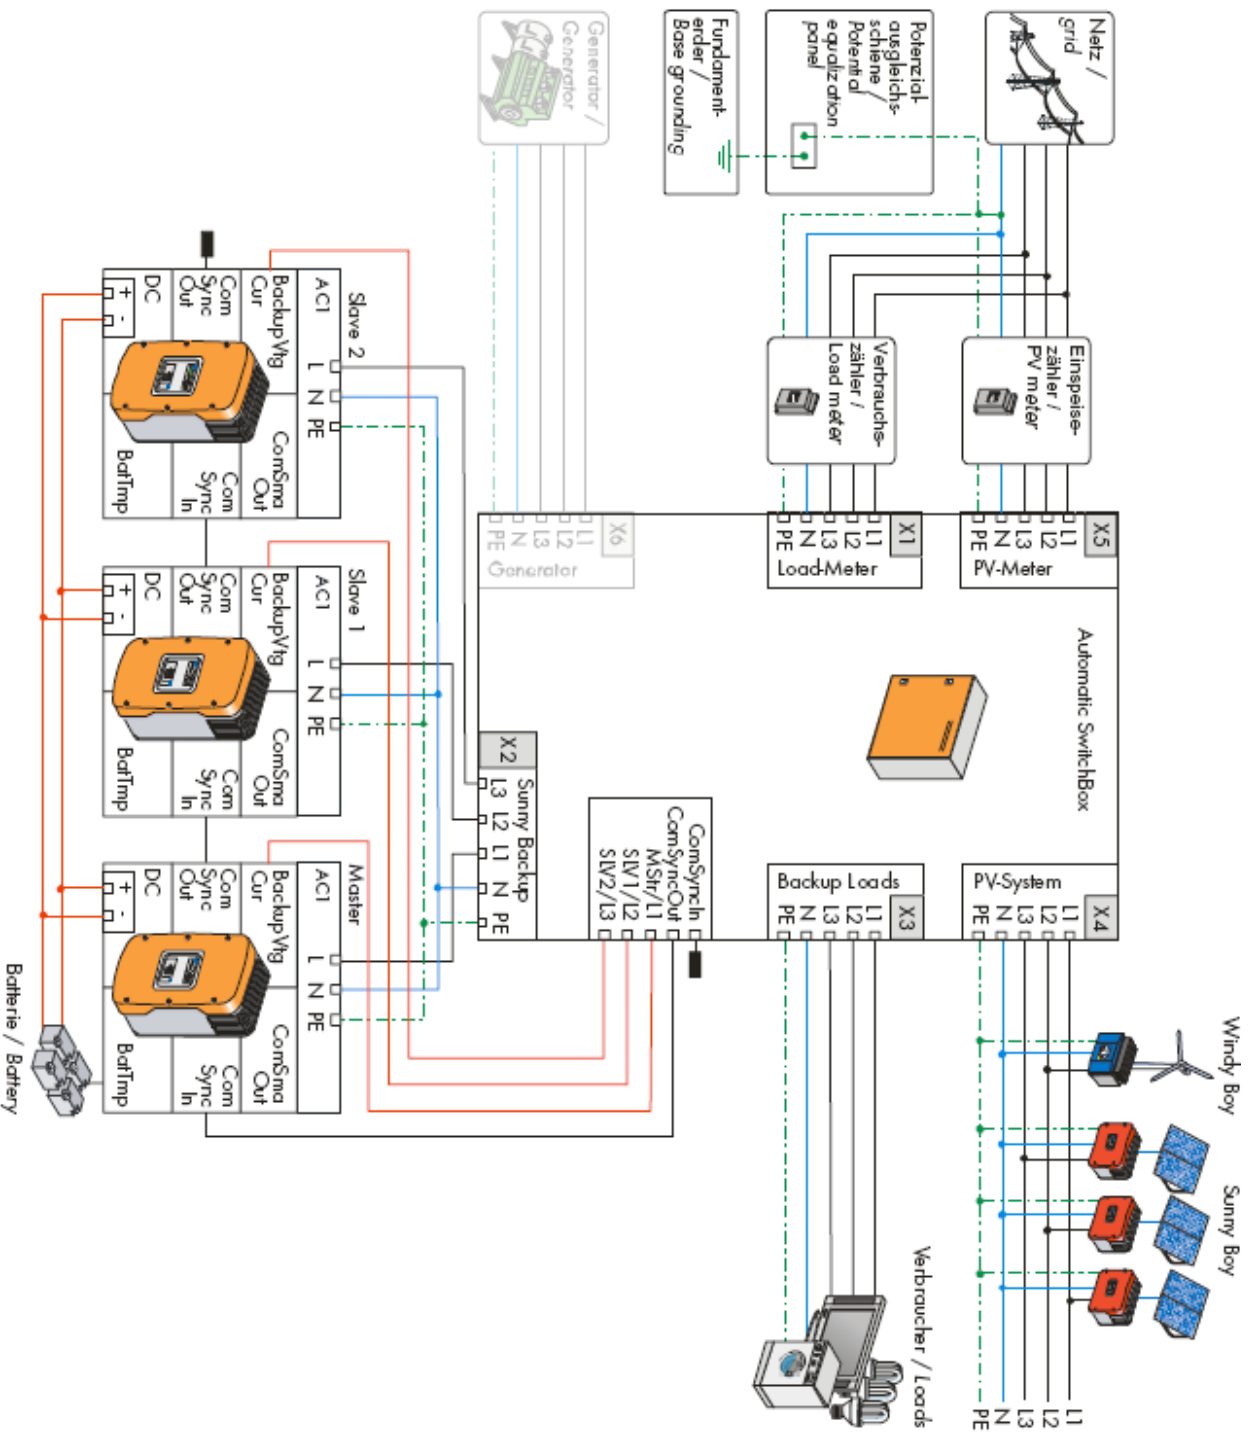 Netz /
grid
Potenzial-
ausgleichs-
schiene /
Potential
equalization
panel
Fundament-
erder /
Base grounding
Generator /
Generator
Einspeise-
zähler /
PV meter
Verbrauchs-
zähler /
Load meter
X5
L1
L2
L3
N
PE
PV-Meter
X1
L1
L2
L3
N
PE
Load-Meter
X6
L1
L2
L3
N
PE
Generator
Automatic SwitchBox
X2
Sunny Backup
L3
L2
L1
N
PE
ComSyncIn
ComSyncOut
MStr/L1
SLV1/L2
SLV2/L3
Backup Loads
X3
L1
L2
L3
N
PE
PV-System
X4
L1
L2
L3
N
PE
Slave 2
AC1
L
N
PE
BackupVtg
Cur
ComSma
Out
Com
Sync
Out
Com
Sync
In
DC
+
-
BatTmp
Slave 1
AC1
L
N
PE
BackupVtg
Cur
ComSma
Out
Com
Sync
Out
Com
Sync
In
DC
+
-
BatTmp
Master
AC1
L
N
PE
BackupVtg
Cur
ComSma
Out
Com
Sync
Out
Com
Sync
In
DC
+
-
BatTmp
Batterie / Battery
Windy Boy
Sunny Boy
Verbraucher / Loads
L1
L2
L3
N
PE